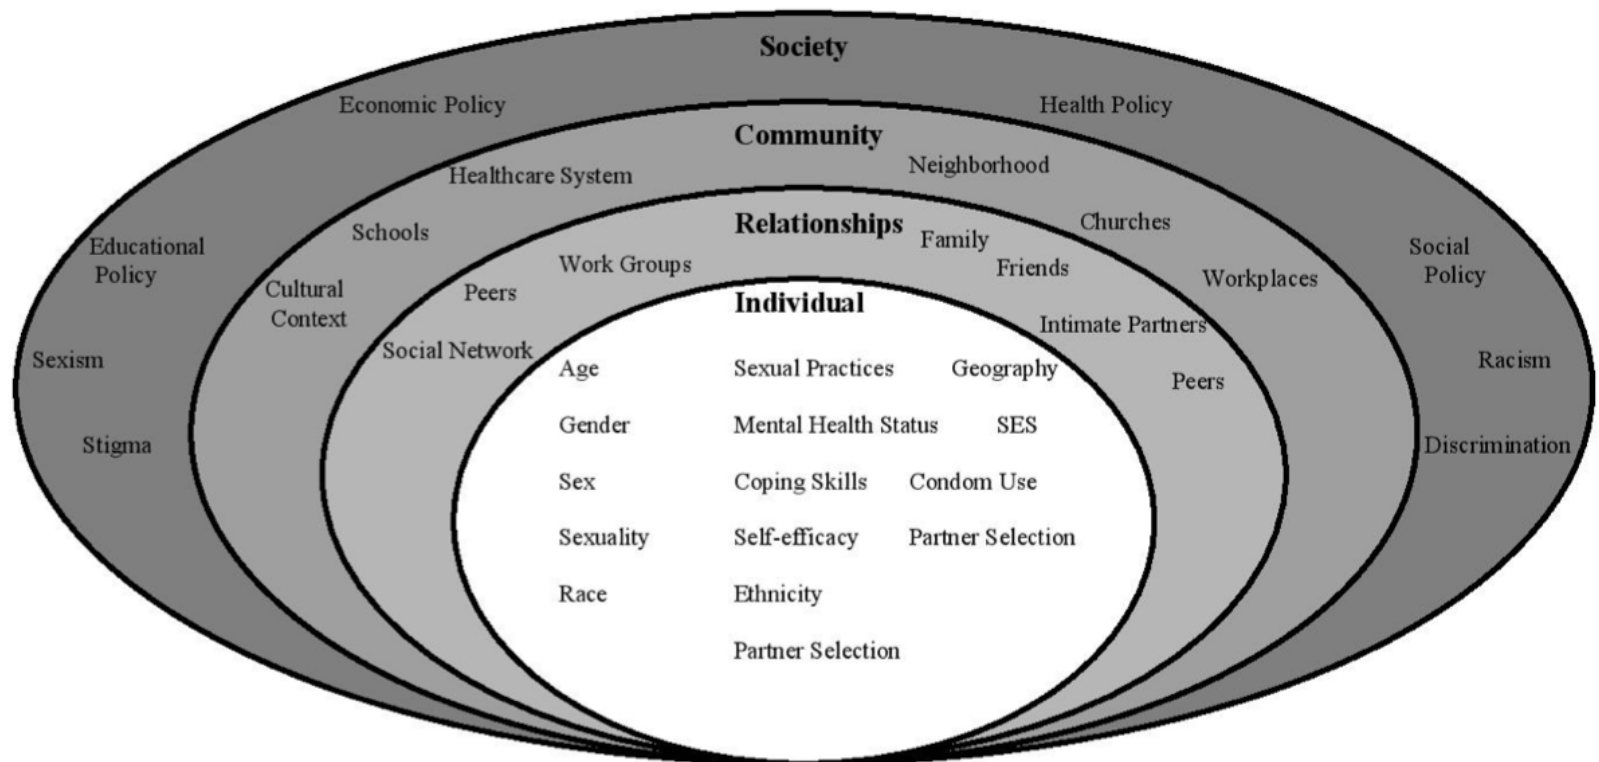 Society
Economic Policy
Health Policy
Community
Healthcare System
Neighborhood
Schools
Relationships
Family
Churches
Educational
Policy
Social
Policy
Work Groups
Friends
Workplaces
Cultural
Context
Peers
Individual
Intimate Partners
Social Network
Sexism
Racism
Age
Sexual Practices
Geography
Peers
Stigma
Gender
Mental Health Status
SES
Discrimination
Sex
Coping Skills
Condom Use
Sexuality
Self-efficacy
Partner Selection
Race
Ethnicity
Partner Selection